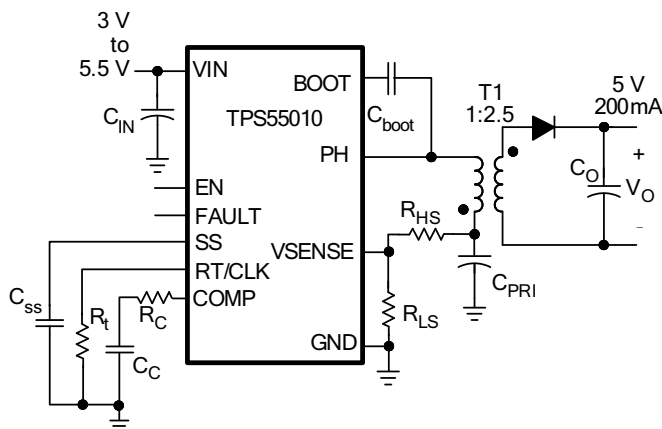 3 V
to
5.5 V
VIN
BOOT
TPS55010
C_IN
C_boot
T1
1:2.5
5 V
200mA
PH
+
C_O
V_O
-
EN
FAULT
SS
RT/CLK
COMP
VSENSE
R_HS
C_PRI
C_ss
R_t
R_C
C_C
R_LS
GND